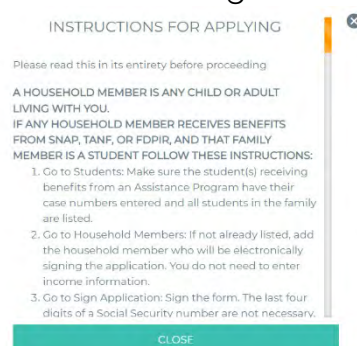 INSTRUCTIONS FOR APPLYING
Please read this in its entirety before proceeding
A HOUSEHOLD MEMBER IS ANY CHILD OR ADULT
LIVING WITH YOU.
IF ANY HOUSEHOLD MEMBER RECEIVES BENEFITS
FROM SNAP, TANF, OR FDPIR, AND THAT FAMILY
MEMBER IS A STUDENT FOLLOW THESE INSTRUCTIONS:
1. Go to Students: Make sure the student(s) receiving
benefits from an Assistance Program have their
case numbers entered and all students in the family
are listed.
2. Go to Household Members: If not already listed, add
the household member who will be electronically
signing the application. You do not need to enter
income information.
3. Go to Sign Application: Sign the form. The last four
digits of a Social Security number are not necessary.
CLOSE